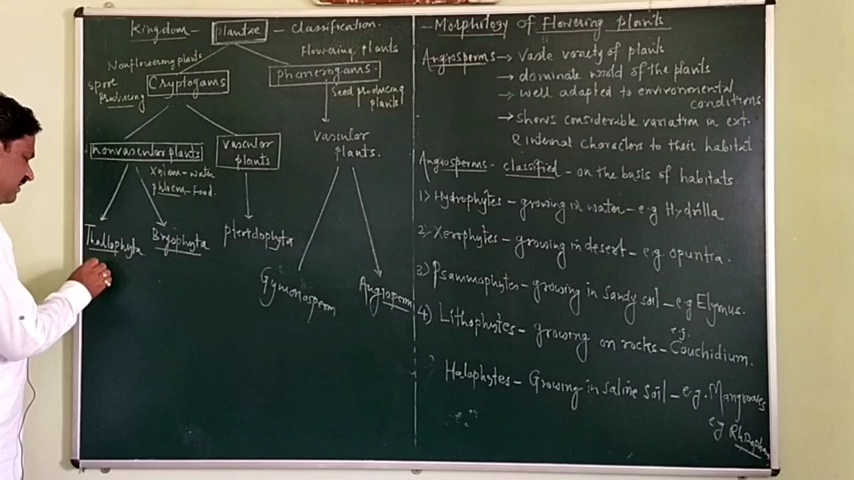 Kingdom - plantae - classification.
Nonflowering plants
Flowering plants
spore producing
Cryptogams
phanerogams.
Seed producing plants!
nonvascular plants
vascular plants
vascular plants.
xylem - water
phloem - food.
Thallophyta
Bryophyta
pteridophyta
Gymonosperm
Angiosperm
- Morphology of Flowering plants
Angiosperms → Vaste variety of plants
→ dominate world of the plants
→ well adapted to environmental conditions.
→ Shows considerable variation in ext.
& internal characters to their habitat
Angiosperms - classified - on the basis of habitats.
1) Hydrophytes - growing in water - e.g Hydrilla
2) Xerophytes - growing in desert - e.g. opuntia.
3) Psammophytes - growing in sandy soil - e.g Elymus.
4) Lithophytes - growing on rocks - e.g. Couchidium.
Halophytes - Growing in saline soil - e.g. Mangroves
e.g